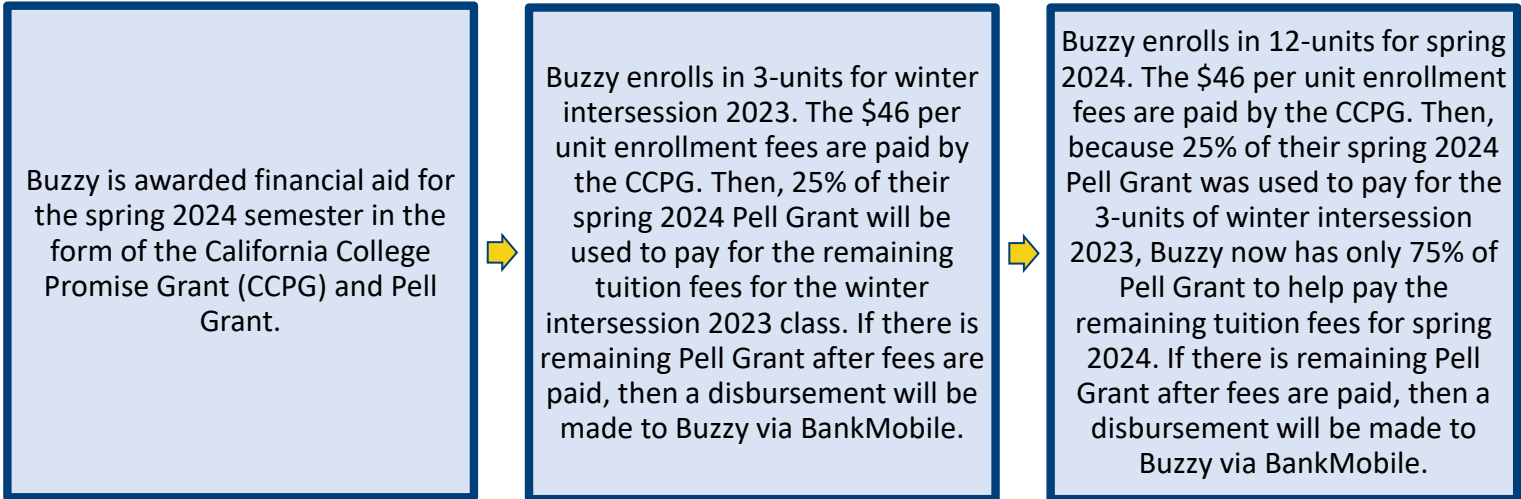 Buzzy is awarded financial aid for
the spring 2024 semester in the
form of the California College
Promise Grant (CCPG) and Pell
Grant.
Buzzy enrolls in 3-units for winter
intersession 2023. The $46 per
unit enrollment fees are paid by
the CCPG. Then, 25% of their
spring 2024 Pell Grant will be
used to pay for the remaining
tuition fees for the winter
intersession 2023 class. If there is
remaining Pell Grant after fees are
paid, then a disbursement will be
made to Buzzy via BankMobile.
Buzzy enrolls in 12-units for spring
2024. The $46 per unit enrollment
fees are paid by the CCPG. Then,
because 25% of their spring 2024
Pell Grant was used to pay for the
3-units of winter intersession
2023, Buzzy now has only 75% of
Pell Grant to help pay the
remaining tuition fees for spring
2024. If there is remaining Pell
Grant after fees are paid, then a
disbursement will be made to
Buzzy via BankMobile.